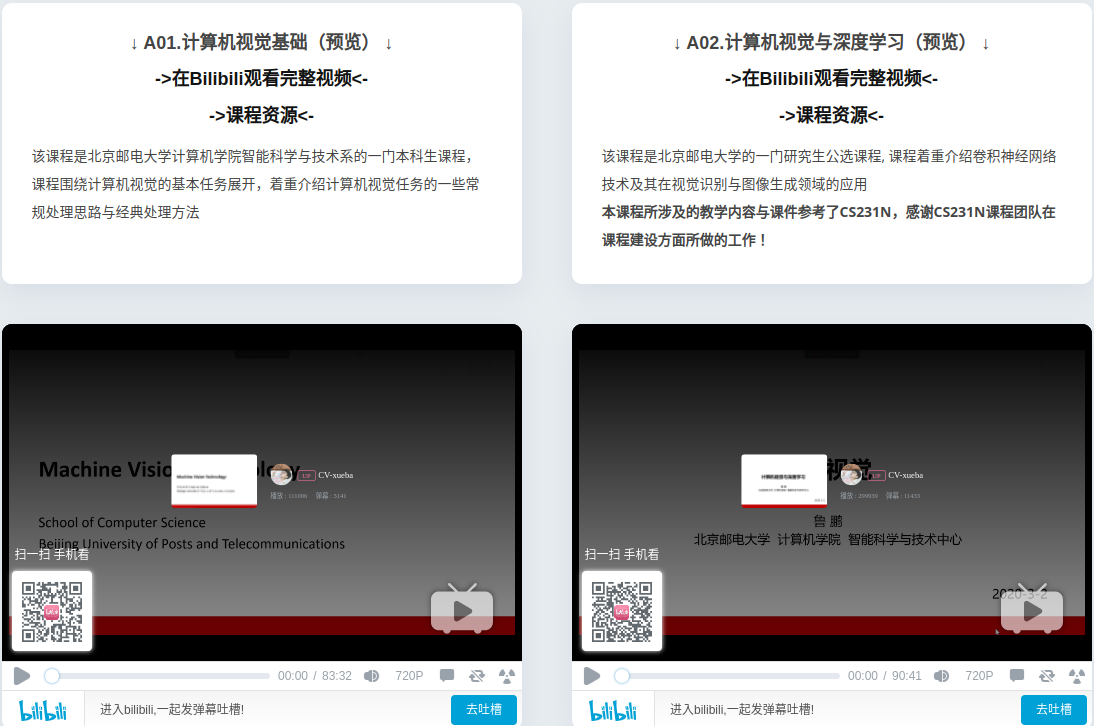 ↓ A01.计算机视觉基础（预览） ↓
->在Bilibili观看完整视频<-
->课程资源<-
该课程是北京邮电大学计算机学院智能科学与技术系的一门本科生课程，
课程围绕计算机视觉的基本任务展开，着重介绍计算机视觉任务的一些常
规处理思路与经典处理方法
↓ A02.计算机视觉与深度学习（预览） ↓
->在Bilibili观看完整视频<-
->课程资源<-
该课程是北京邮电大学的一门研究生公选课程, 课程着重介绍卷积神经网络
技术及其在视觉识别与图像生成领域的应用
本课程所涉及的教学内容与课件参考了CS231N，感谢CS231N课程团队在
课程建设方面所做的工作！
Machine Visio
UP CV-xueba
School of Computer Science
Beijing University of Posts and Telecommunications
扫一扫 手机看
00:00 / 83:32 720P
bilibili 进入bilibili,一起发弹幕吐槽! 去吐槽
视觉
UP CV-xueba
鲁 鹏
北京邮电大学 计算机学院 智能科学与技术中心
扫一扫 手机看
2020-3-2
00:00 / 90:41 720P
bilibili 进入bilibili,一起发弹幕吐槽! 去吐槽